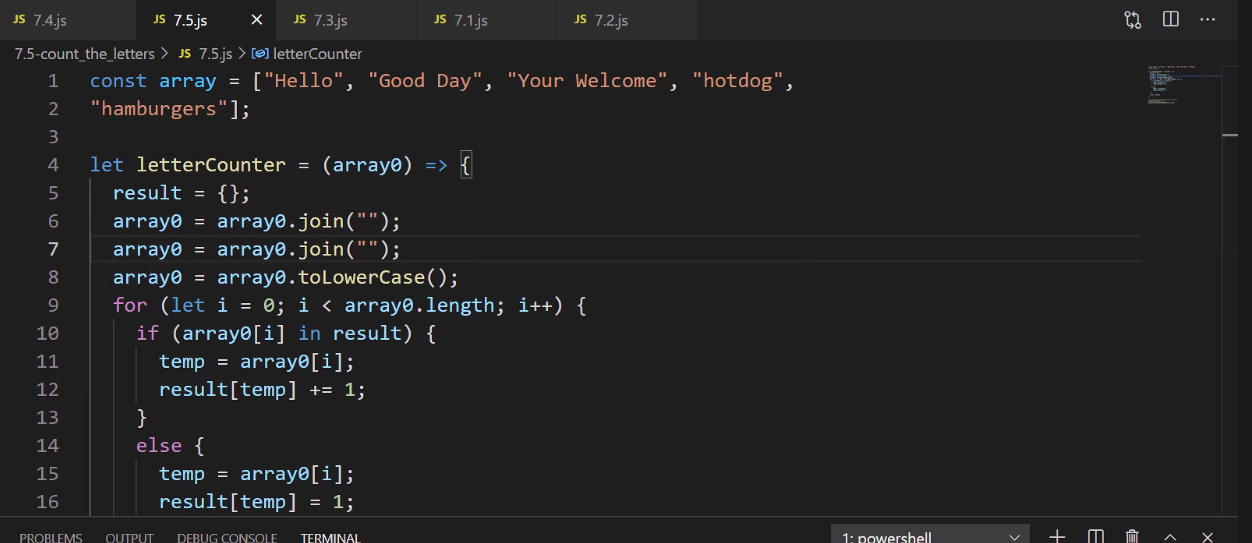 JS 7.4.js JS 7.5.js JS 7.3.js JS 7.1.js JS 7.2.js
7.5-count_the_letters > JS 7.5.js > letterCounter
1 const array = ["Hello", "Good Day", "Your Welcome", "hotdog",
2 "hamburgers"];
3
4 let letterCounter = (array0) => {
5 result = {};
6 array0 = array0.join("");
7 array0 = array0.join("");
8 array0 = array0.toLowerCase();
9 for (let i = 0; i < array0.length; i++) {
10 if (array0[i] in result) {
11 temp = array0[i];
12 result[temp] += 1;
13 }
14 else {
15 temp = array0[i];
16 result[temp] = 1;
PROBLEMS OUTPUT DEBUG CONSOLE TERMINAL 1: powershell